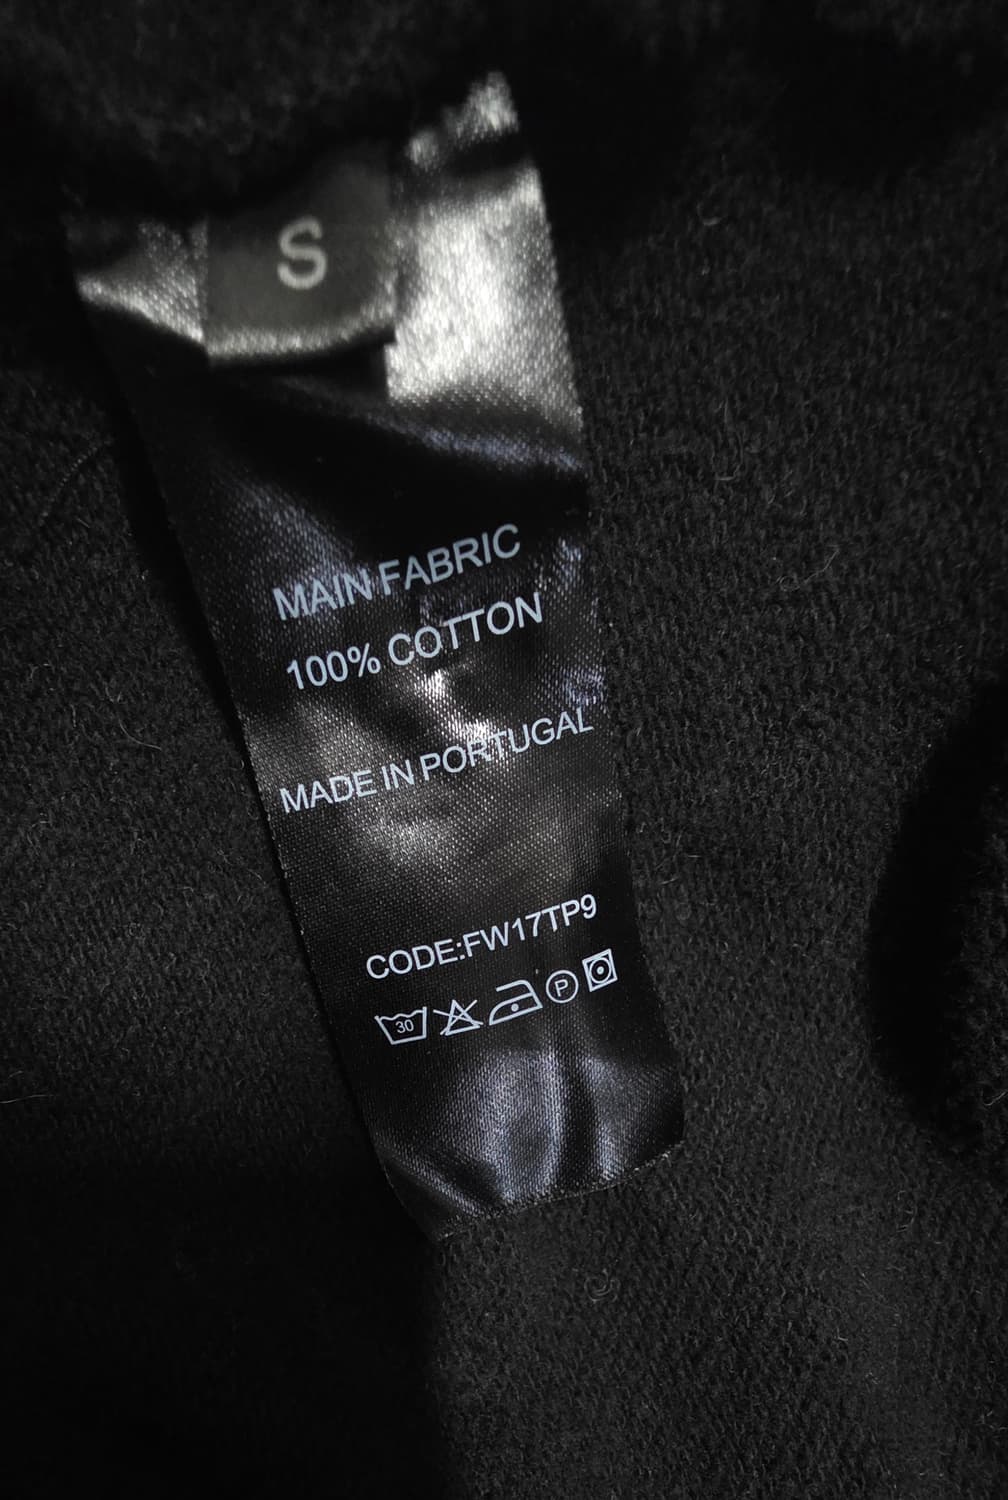 S
MAIN FABRIC
100% COTTON
MADE IN PORTUGAL
CODE:FW17TP9
30 P